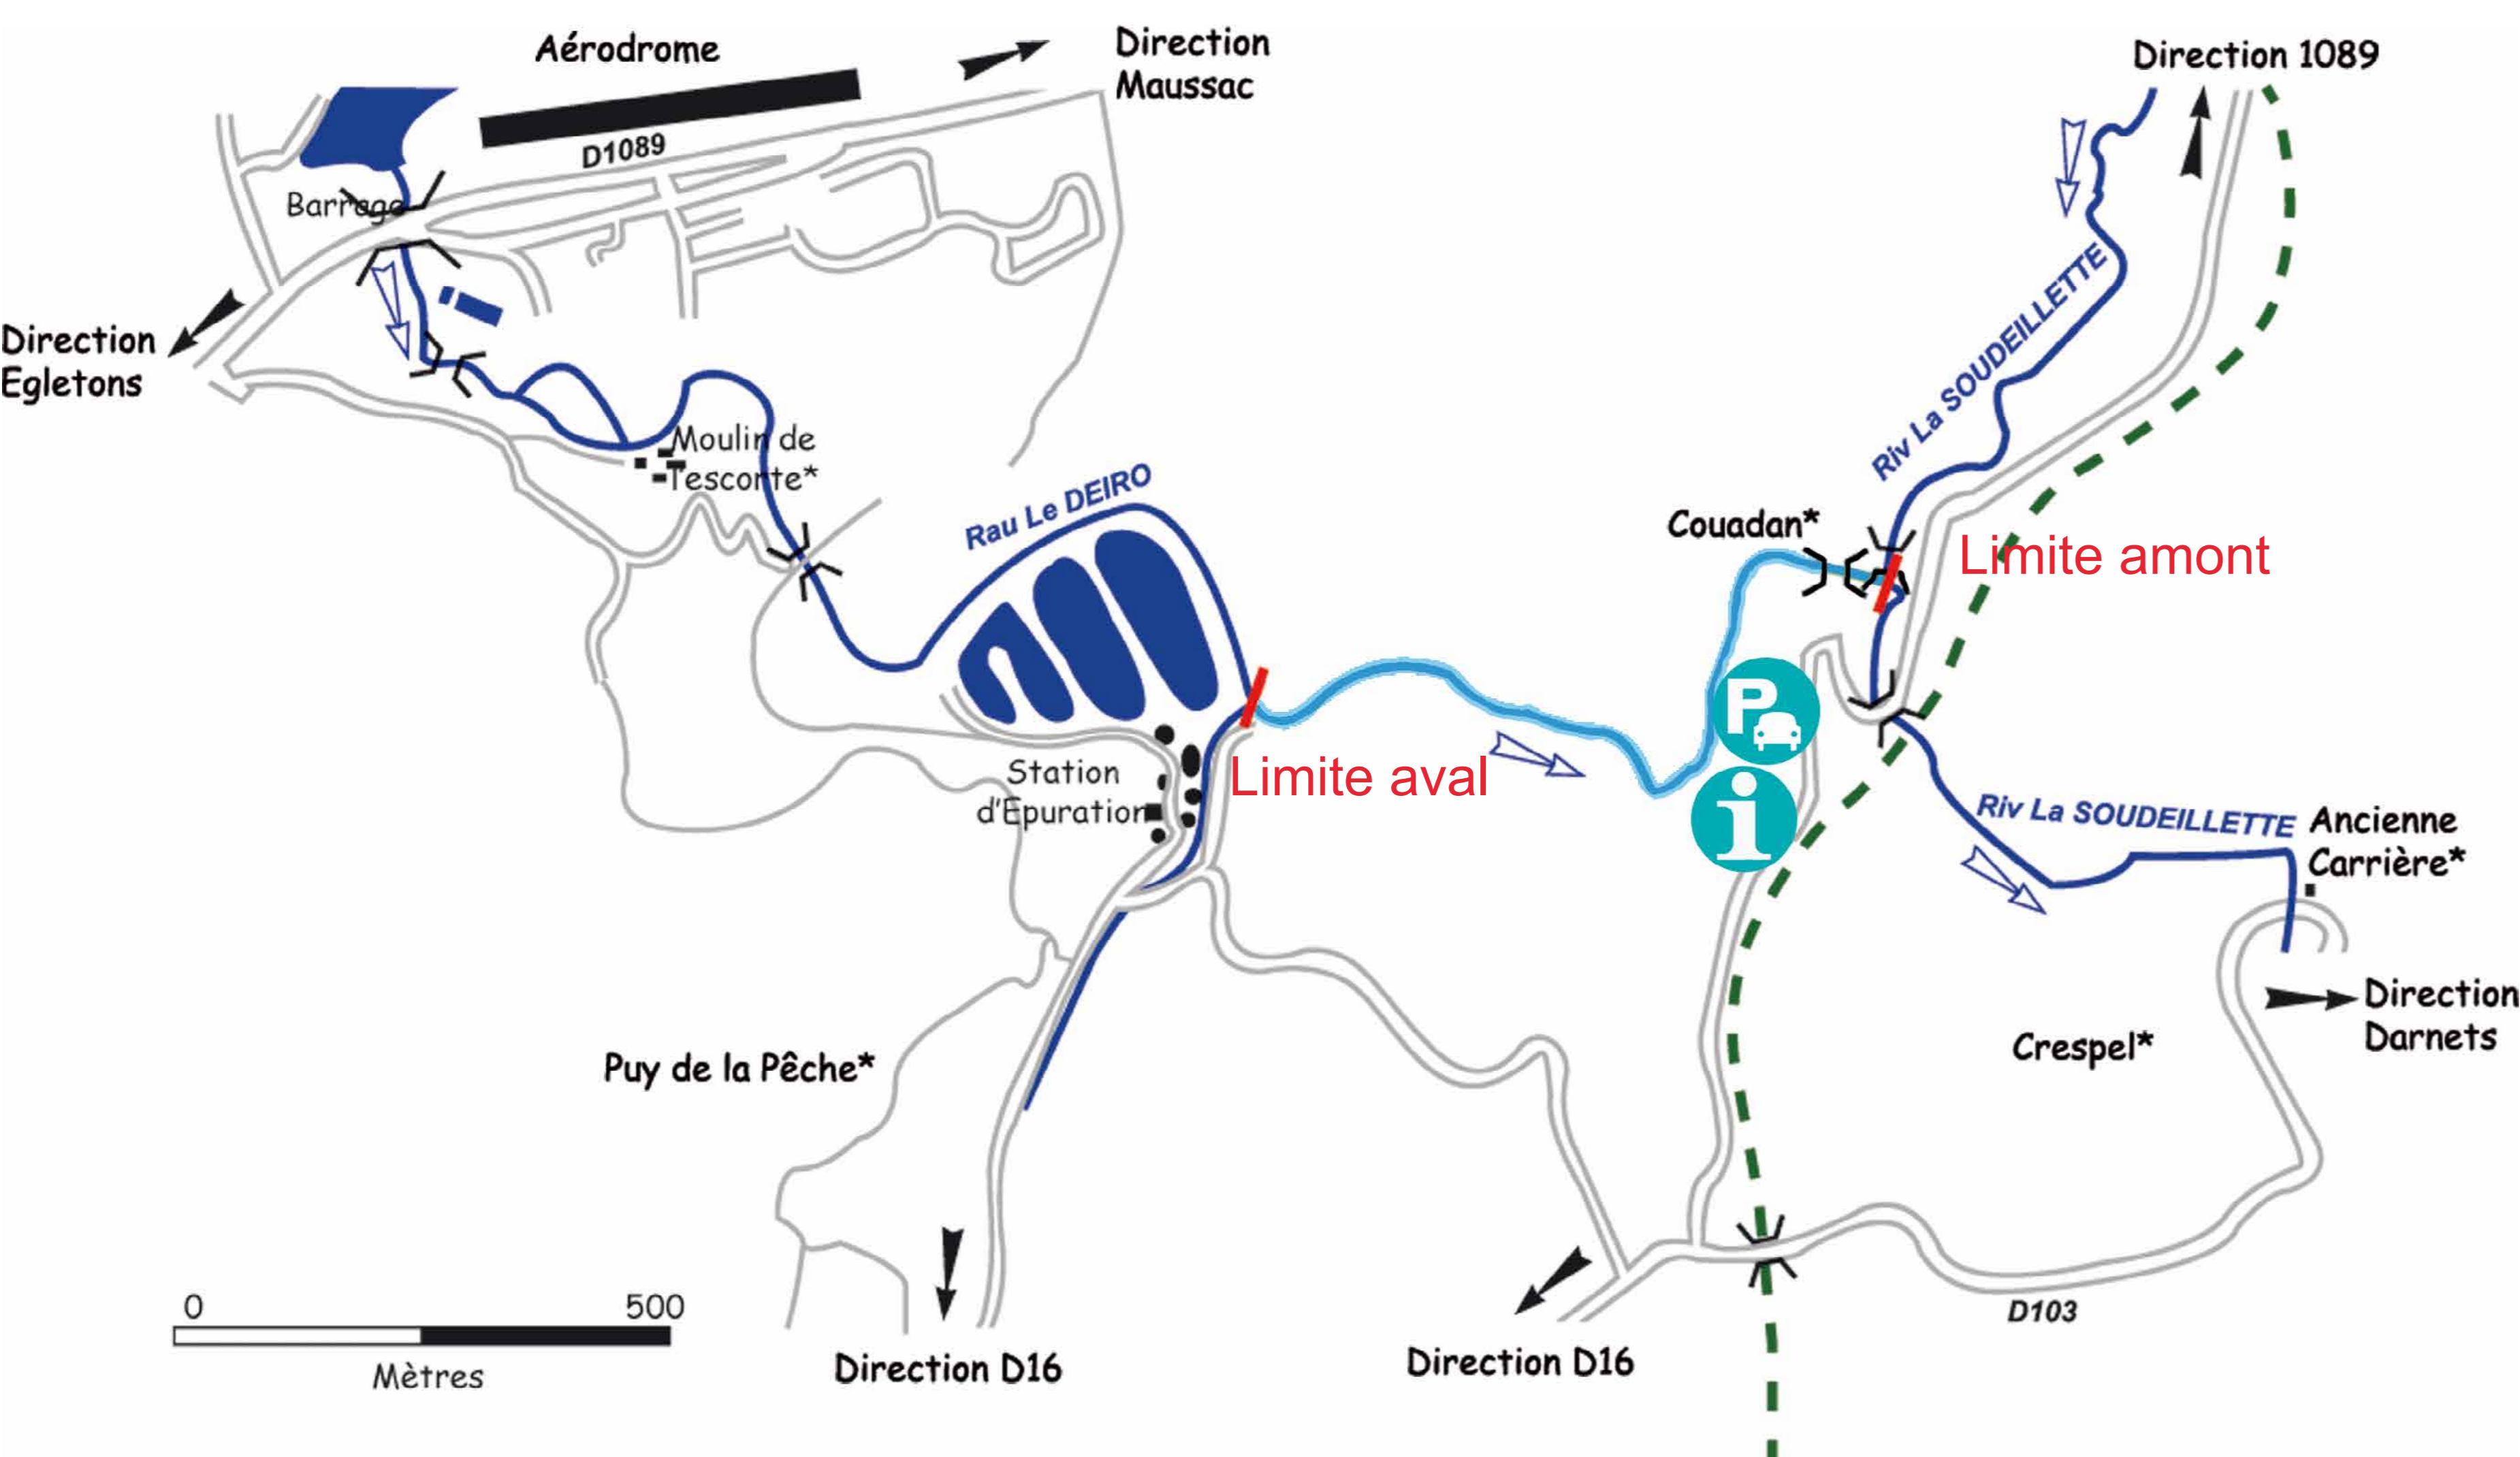 Aérodrome
Direction
Maussac
Direction 1089
D1089
Barrage
Direction
Egletons
Riv La SOUDEILLETTE
Moulin de
Tesconte*
Rau Le DEIRO
Couadan*
Limite amont
P
Station
d'Epuration
Limite aval
i
Riv La SOUDEILLETTE
Ancienne
Carrière*
Direction
Darnets
Crespel*
Puy de la Pêche*
0 500
Mètres
Direction D16
Direction D16
D103